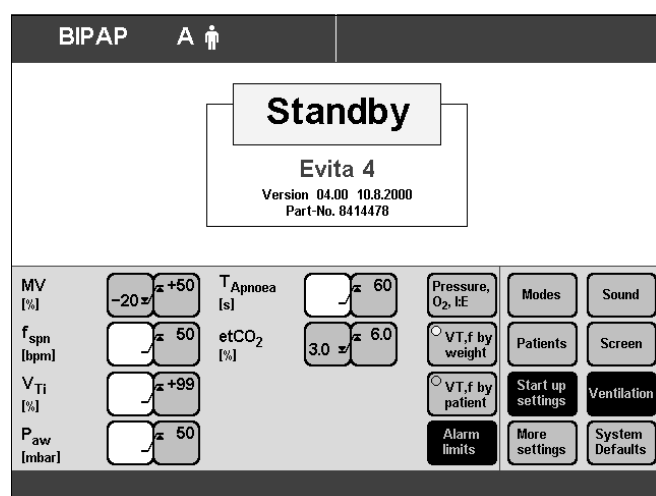 BIPAP A
Standby
Evita 4
Version 04.00 10.8.2000
Part-No. 8414478
MV
[%]
-20
+50
TApnoea
[s]
60
fspn
[bpm]
50
etCO2
[%]
3.0
6.0
VTi
[%]
+99
Paw
[mbar]
50
Pressure,
O2, I:E
VT,f by
weight
VT,f by
patient
Alarm
limits
Modes
Sound
Patients
Screen
Start up
settings
Ventilation
More
settings
System
Defaults